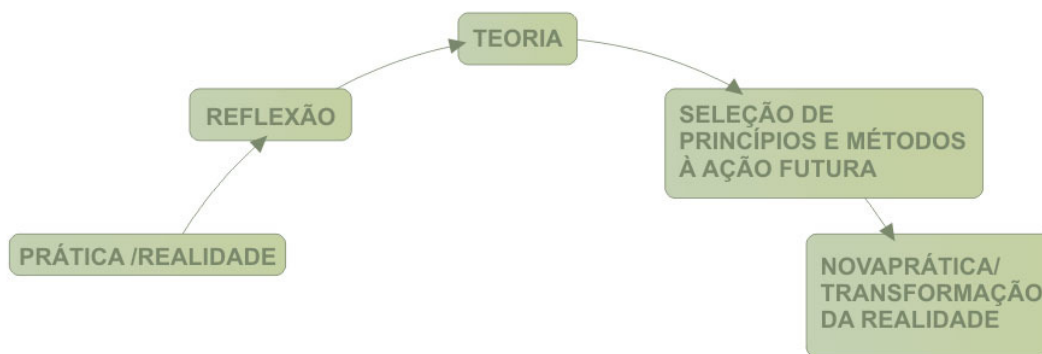 TEORIA
REFLEXÃO
SELEÇÃO DE
PRINCÍPIOS E MÉTODOS
À AÇÃO FUTURA
PRÁTICA /REALIDADE
NOVAPRÁTICA/
TRANSFORMAÇÃO
DA REALIDADE